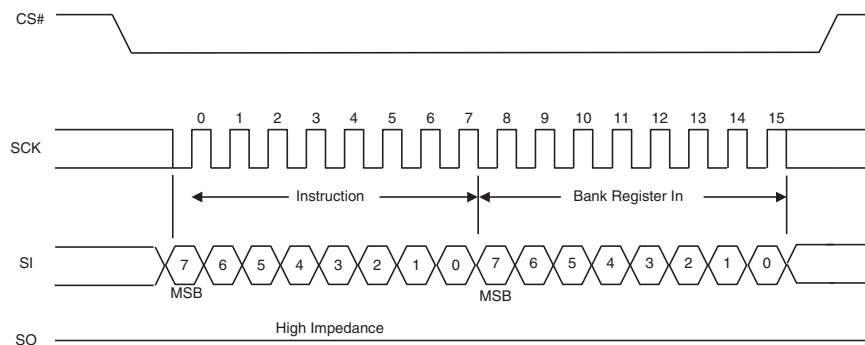 CS#
0 1 2 3 4 5 6 7 8 9 10 11 12 13 14 15
SCK
Instruction Bank Register In
SI 7 6 5 4 3 2 1 0 7 6 5 4 3 2 1 0
MSB MSB
High Impedance
SO